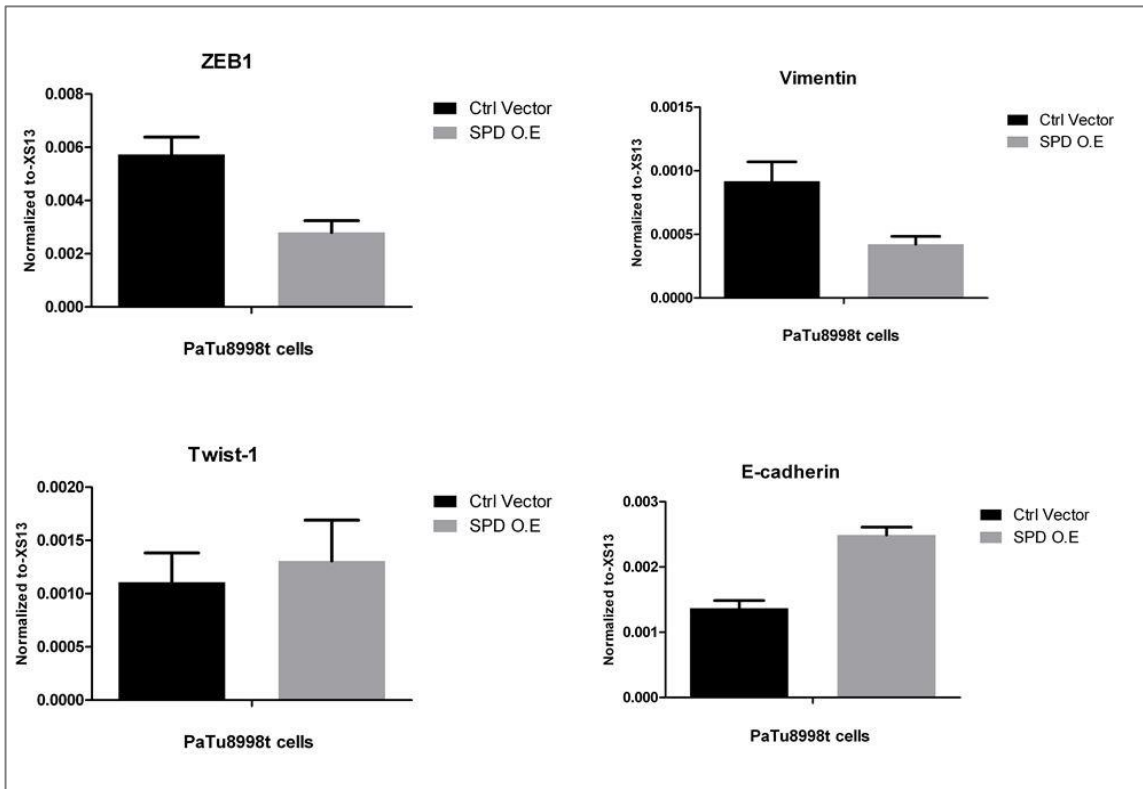 ZEB1
0.008
0.006
0.004
0.002
0.000
Normalized to-XS13
Ctrl Vector
SPD O.E
PaTu8998t cells
Vimentin
0.0015
0.0010
0.0005
0.0000
Normalized to-XS13
Ctrl Vector
SPD O.E
PaTu8998t cells
Twist-1
0.0020
0.0015
0.0010
0.0005
0.0000
Normalized to-XS13
Ctrl Vector
SPD O.E
PaTu8998t cells
E-cadherin
0.003
0.002
0.001
0.000
Normalized to-XS13
Ctrl Vector
SPD O.E
PaTu8998t cells